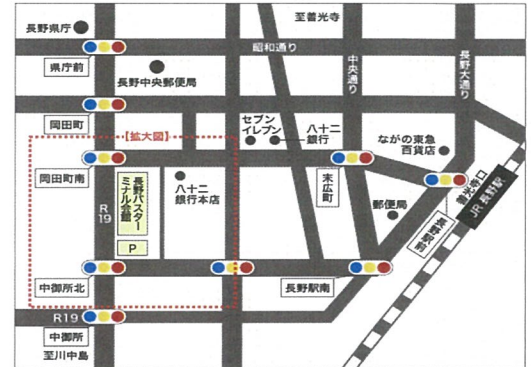 長野県庁
至善光寺
昭和通り
県庁前
長野中央郵便局
中央通り
長野大通り
岡田町
【拡大図】
セブン
イレブン
八十二
銀行
ながの東急
百貨店
岡田町南
長野バスター
ミナル会館
八十二
銀行本店
末広町
善光寺口
JR 長野駅
R
19
郵便局
長野駅前
P
中御所北
長野駅南
R19
中御所
至川中島